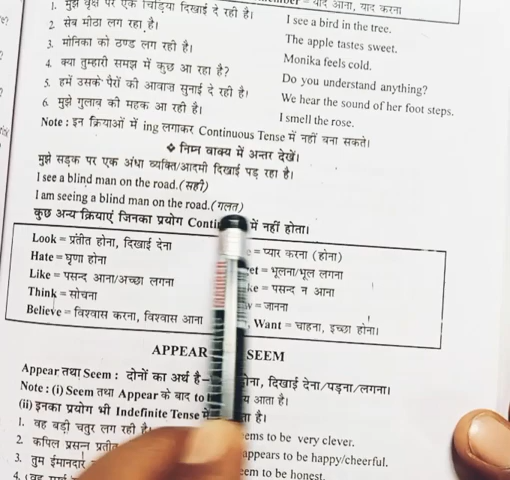 1. मुझे वृक्ष पर एक चिड़िया दिखाई दे रही है। I see a bird in the tree.
= याद आना, याद करना
2. सेब मीठा लग रहा है। The apple tastes sweet.
3. मोनिका को ठण्ड लग रही है। Monika feels cold.
4. क्या तुम्हारी समझ में कुछ आ रहा है? Do you understand anything?
5. हमें उसके पैरों की आवाज सुनाई दे रही है। We hear the sound of her foot steps.
6. मुझे गुलाब की महक आ रही है। I smell the rose.
Note : इन क्रियाओं में ing लगाकर Continuous Tense में नहीं बना सकते।
❖ निम्न वाक्य में अन्तर देखें।
मुझे सड़क पर एक अंधा व्यक्ति/आदमी दिखाई पड़ रहा है।
I see a blind man on the road. (सही)
I am seeing a blind man on the road. (गलत)
कुछ अन्य क्रियाएं जिनका प्रयोग में नहीं होता।
Look = प्रतीत होना, दिखाई देना = प्यार करना (होना)
Hate = घृणा होना = भूलना/भूल लगना
Like = पसन्द आना/अच्छा लगना = पसंद न आना
Think = सोचना = जानना
Believe = विश्वास करना, विश्वास आना , Want = चाहना, इच्छा होना।
APPEAR SEEM
Appear तथा Seem : दोनों का अर्थ है– दिखाई देना/पड़ना/लगना।
Note : (i) Seem तथा Appear के बाद आता है।
(ii) इनका प्रयोग भी Indefinite Tense है।
1. वह बड़ी चतुर लग रही है। to be very clever.
2. कपिल प्रसन्न appears to be happy/cheerful.
3. तुम ईमानदार to be honest.
4. वह